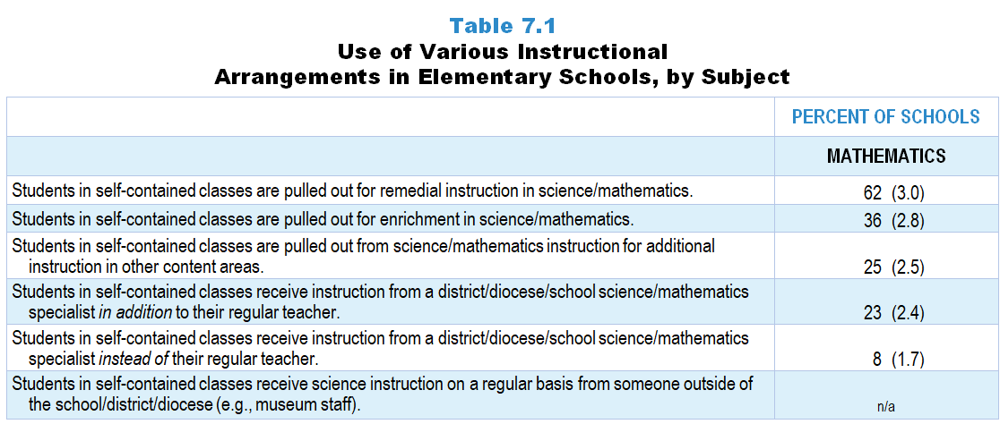 Table 7.1
Use of Various Instructional
Arrangements in Elementary Schools, by Subject
PERCENT OF SCHOOLS
MATHEMATICS
Students in self-contained classes are pulled out for remedial instruction in science/mathematics.
62 (3.0)
Students in self-contained classes are pulled out for enrichment in science/mathematics.
36 (2.8)
Students in self-contained classes are pulled out from science/mathematics instruction for additional
instruction in other content areas.
25 (2.5)
Students in self-contained classes receive instruction from a district/diocese/school science/mathematics
specialist in addition to their regular teacher.
23 (2.4)
Students in self-contained classes receive instruction from a district/diocese/school science/mathematics
specialist instead of their regular teacher.
8 (1.7)
Students in self-contained classes receive science instruction on a regular basis from someone outside of
the school/district/diocese (e.g., museum staff).
n/a